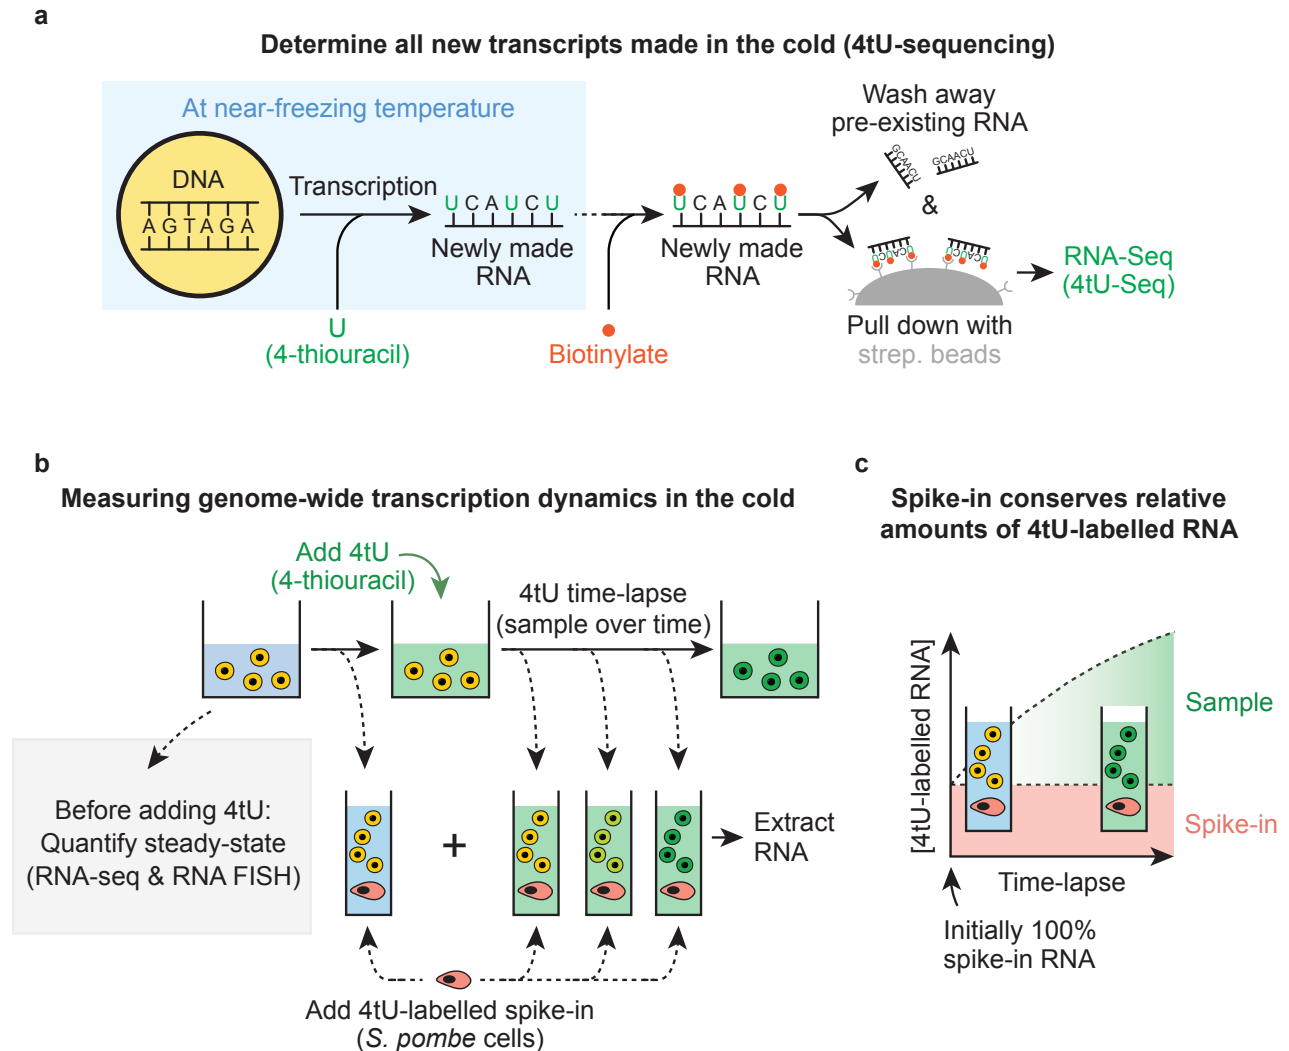 a
Determine all new transcripts made in the cold (4tU-sequencing)
At near-freezing temperature
DNA
AGTAGA
Transcription
U
(4-thiouracil)
UCAUCU
Newly made
RNA
Biotinylate
UCAUCU
Newly made
RNA
Wash away
pre-existing RNA
GCAACU
GCAACU
&
UCAUCU
UCAUCU
Pull down with
strep. beads
RNA-Seq
(4tU-Seq)
b
Measuring genome-wide transcription dynamics in the cold
Add 4tU
(4-thiouracil)
4tU time-lapse
(sample over time)
Before adding 4tU:
Quantify steady-state
(RNA-seq & RNA FISH)
+
Extract
RNA
Add 4tU-labelled spike-in
(S. pombe cells)
c
Spike-in conserves relative
amounts of 4tU-labelled RNA
[4tU-labelled RNA]
Sample
Spike-in
Time-lapse
Initially 100%
spike-in RNA